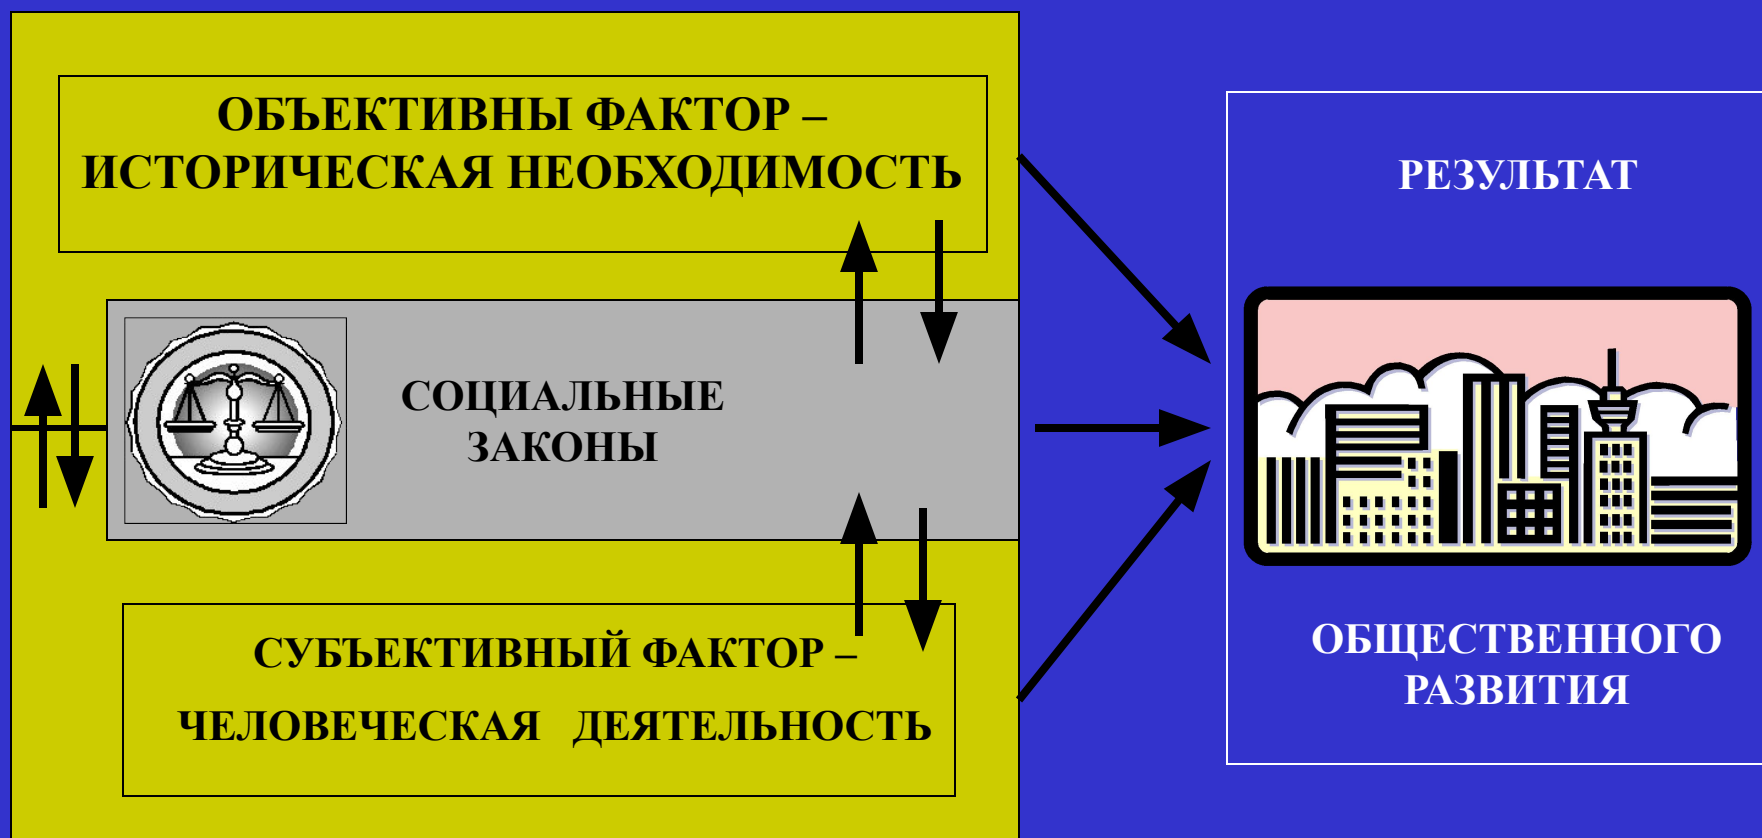 ОБЪЕКТИВНЫ ФАКТОР –
ИСТОРИЧЕСКАЯ НЕОБХОДИМОСТЬ
СОЦИАЛЬНЫЕ
ЗАКОНЫ
СУБЪЕКТИВНЫЙ ФАКТОР –
ЧЕЛОВЕЧЕСКАЯ ДЕЯТЕЛЬНОСТЬ
РЕЗУЛЬТАТ
ОБЩЕСТВЕННОГО
РАЗВИТИЯ